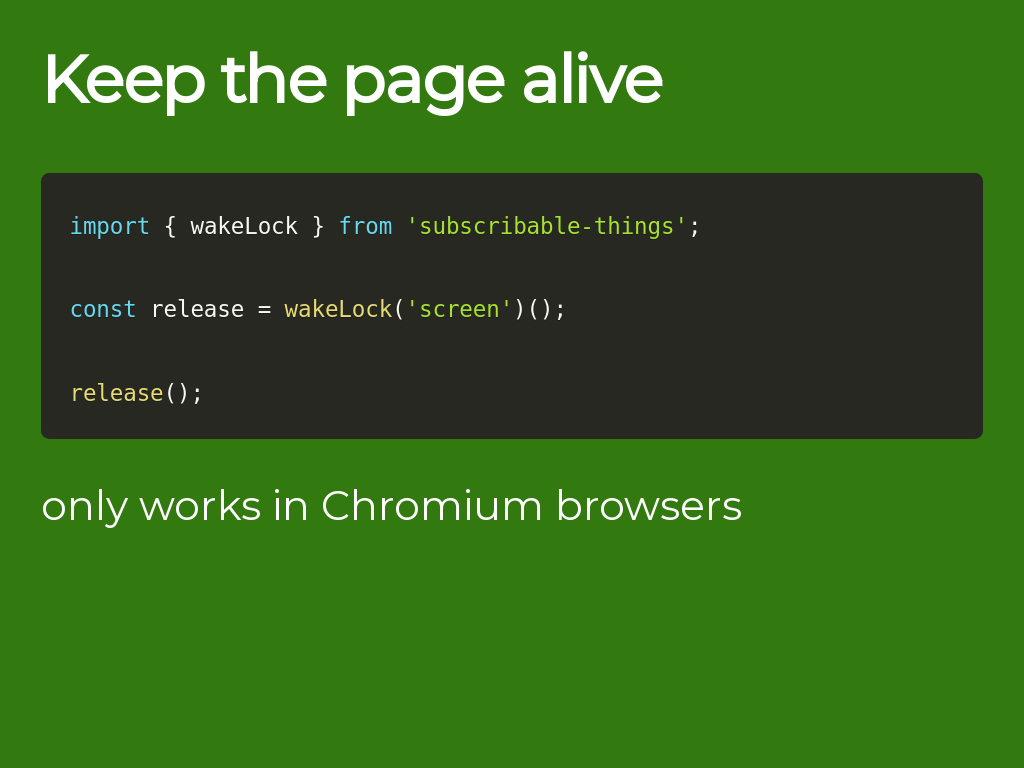 Keep the page alive
import { wakeLock } from 'subscribable-things';
const release = wakeLock('screen')();
release();
only works in Chromium browsers